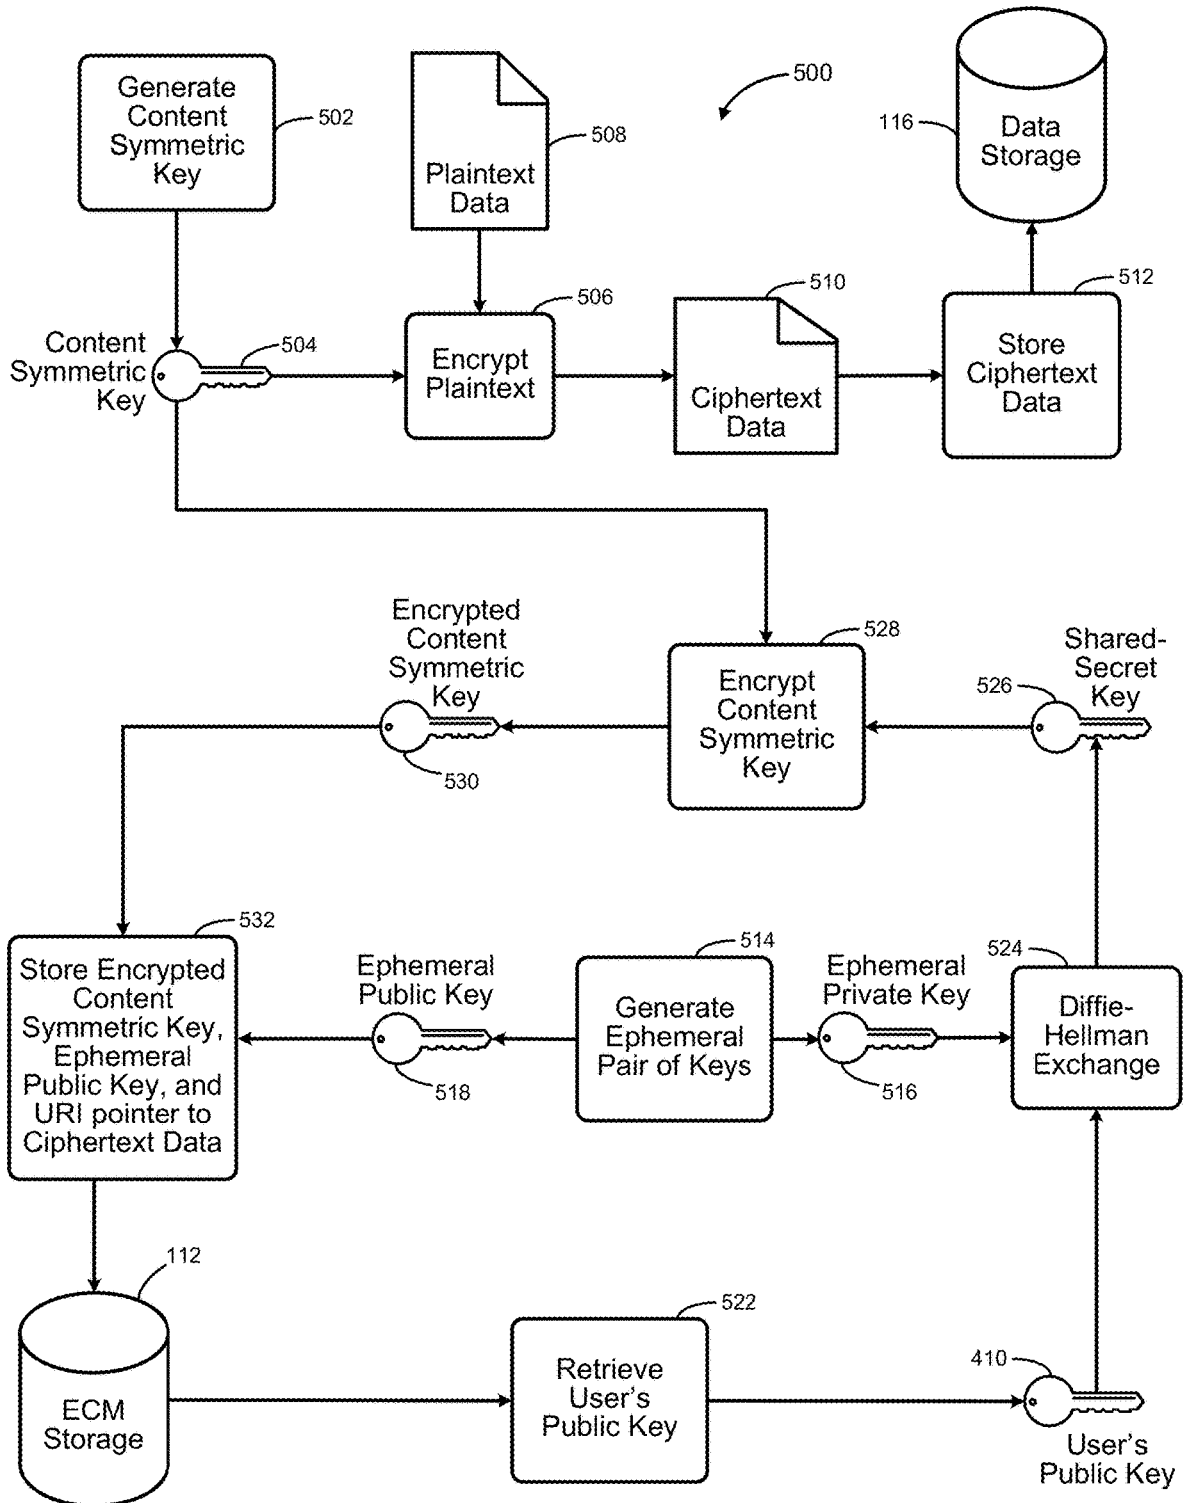 Generate
Content
Symmetric
Key
502
Plaintext
Data
508
500
116
Data
Storage
Content
Symmetric
Key
504
Encrypt
Plaintext
506
Ciphertext
Data
510
Store
Ciphertext
Data
512
Encrypted
Content
Symmetric
Key
530
Encrypt
Content
Symmetric
Key
528
Shared-
Secret
Key
526
532
Store Encrypted
Content
Symmetric Key,
Ephemeral
Public Key, and
URI pointer to
Ciphertext Data
Ephemeral
Public Key
518
514
Generate
Ephemeral
Pair of Keys
Ephemeral
Private Key
516
524
Diffie-
Hellman
Exchange
112
ECM
Storage
522
Retrieve
User's
Public Key
410
User's
Public Key